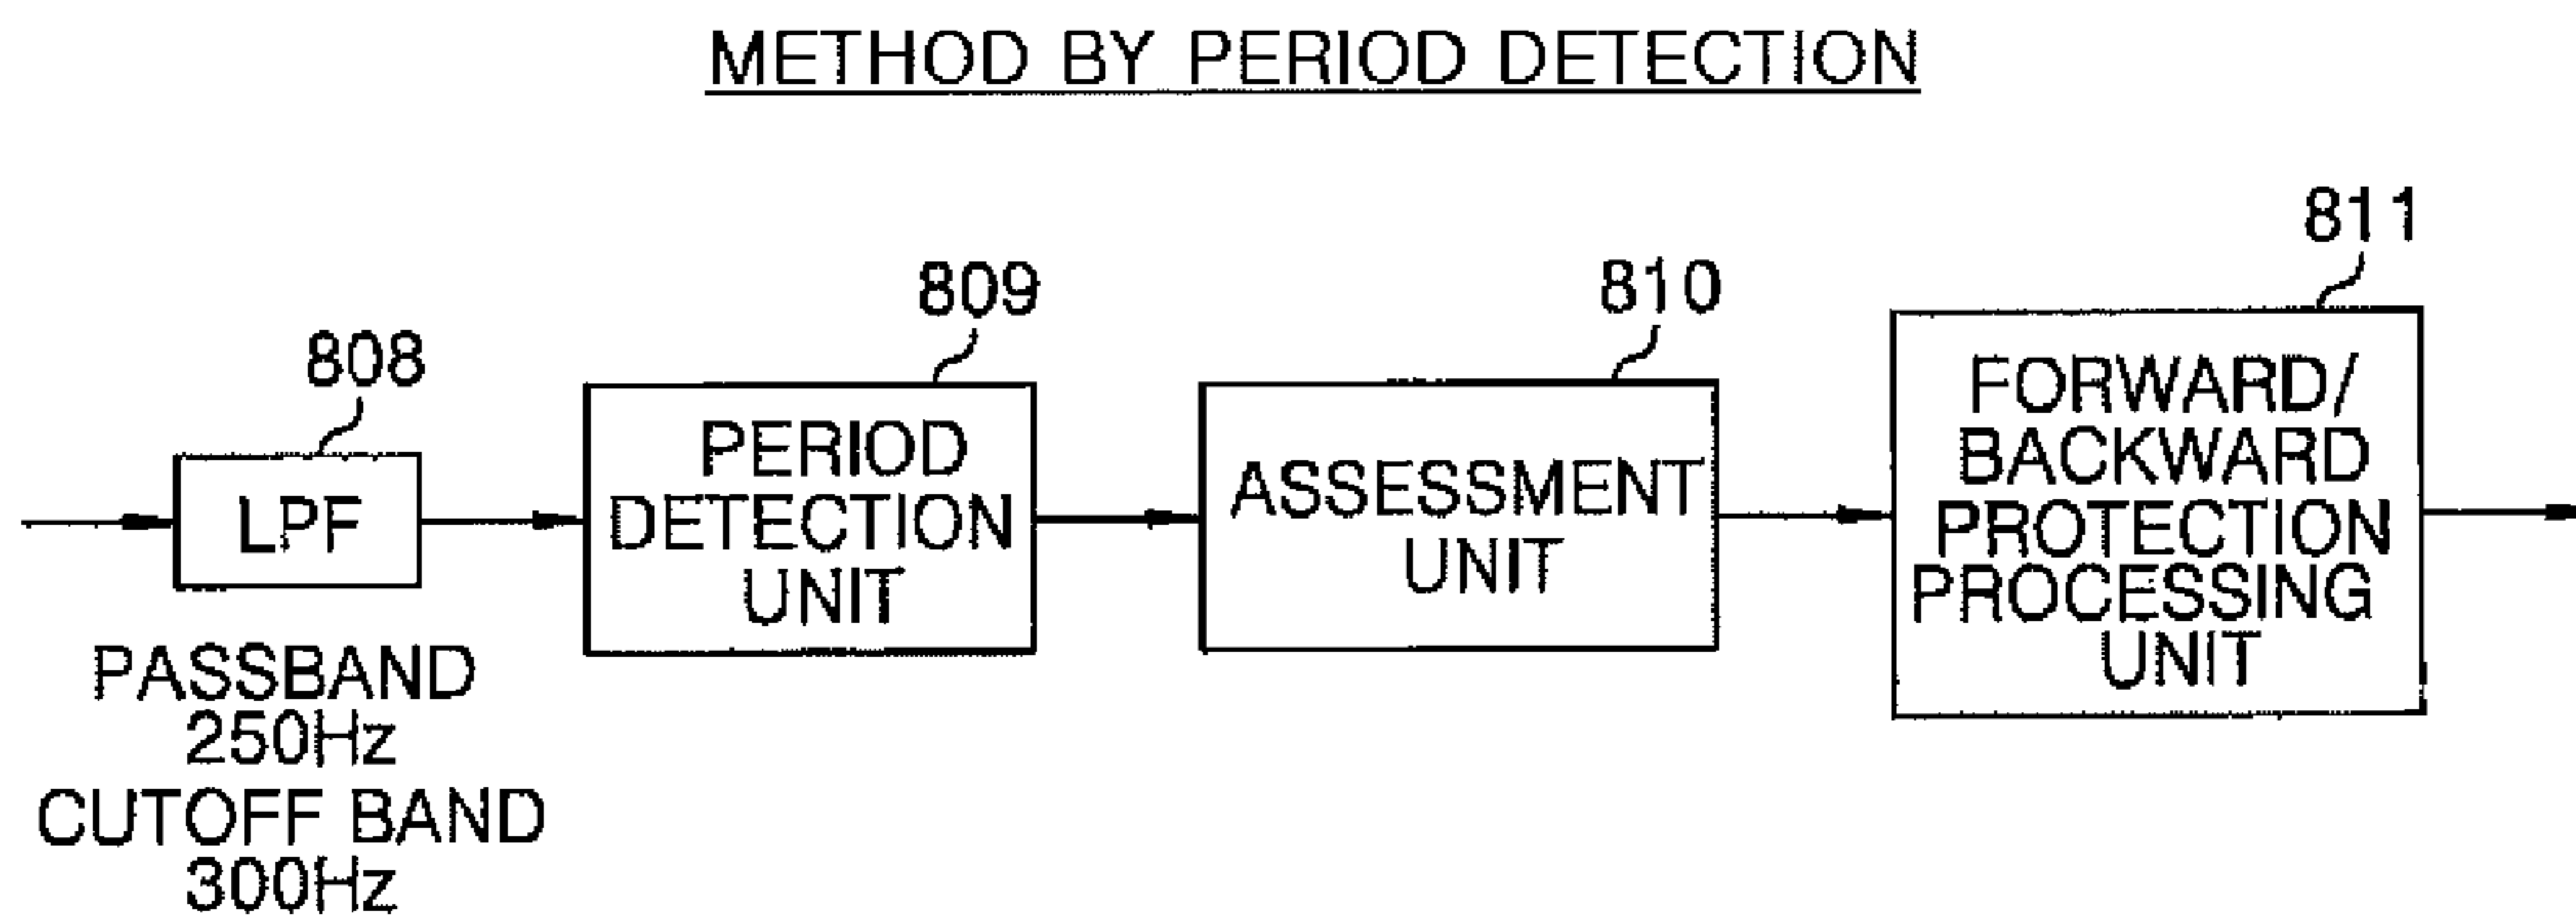 METHOD BY PERIOD DETECTION
811
809
810
808
FORWARD/
BACKWARD
PROTECTION
PROCESSING
UNIT
PERIOD
DETECTION
UNIT
ASSESSMENT
UNIT
LPF
PASSBAND
250Hz
CUTOFF BAND
300Hz